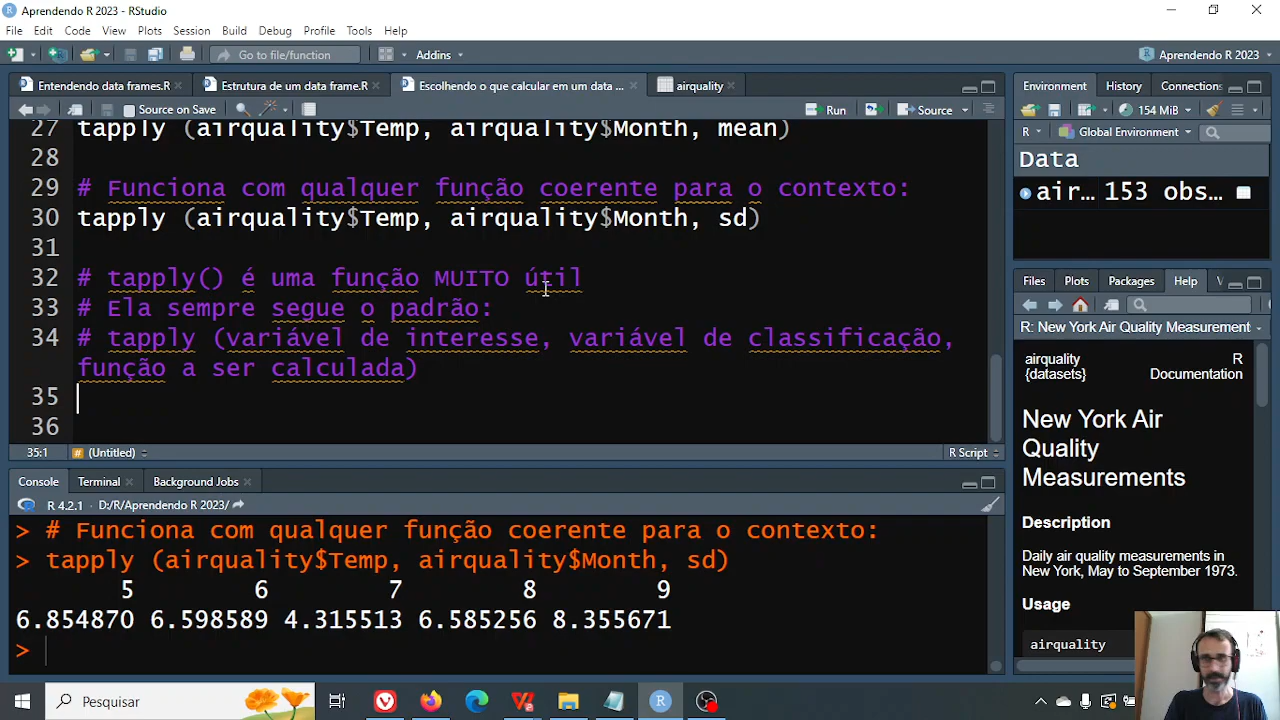 Aprendendo R 2023 - RStudio
File Edit Code View Plots Session Build Debug Profile Tools Help
Go to file/function Addins Aprendendo R 2023
Entendendo data frames.R Estrutura de um data frame.R Escolhendo o que calcular em um data ... airquality
Source on Save Run Source
27 tapply (airquality$Temp, airquality$Month, mean)
28
29 # Funciona com qualquer função coerente para o contexto:
30 tapply (airquality$Temp, airquality$Month, sd)
31
32 # tapply() é uma função MUITO útil
33 # Ela sempre segue o padrão:
34 # tapply (variável de interesse, variável de classificação,
função a ser calculada)
35
36
35:1 # (Untitled) R Script
Console Terminal Background Jobs
R 4.2.1 · D:/R/Aprendendo R 2023/
> # Funciona com qualquer função coerente para o contexto:
> tapply (airquality$Temp, airquality$Month, sd)
5 6 7 8 9
6.854870 6.598589 4.315513 6.585256 8.355671
>
Environment History Connections
154 MiB
R Global Environment
Data
air... 153 obs...
Files Plots Packages Help V
R: New York Air Quality Measurement
airquality R
{datasets} Documentation
New York Air
Quality
Measurements
Description
Daily air quality measurements in
New York, May to September 1973.
Usage
airquality
Pesquisar